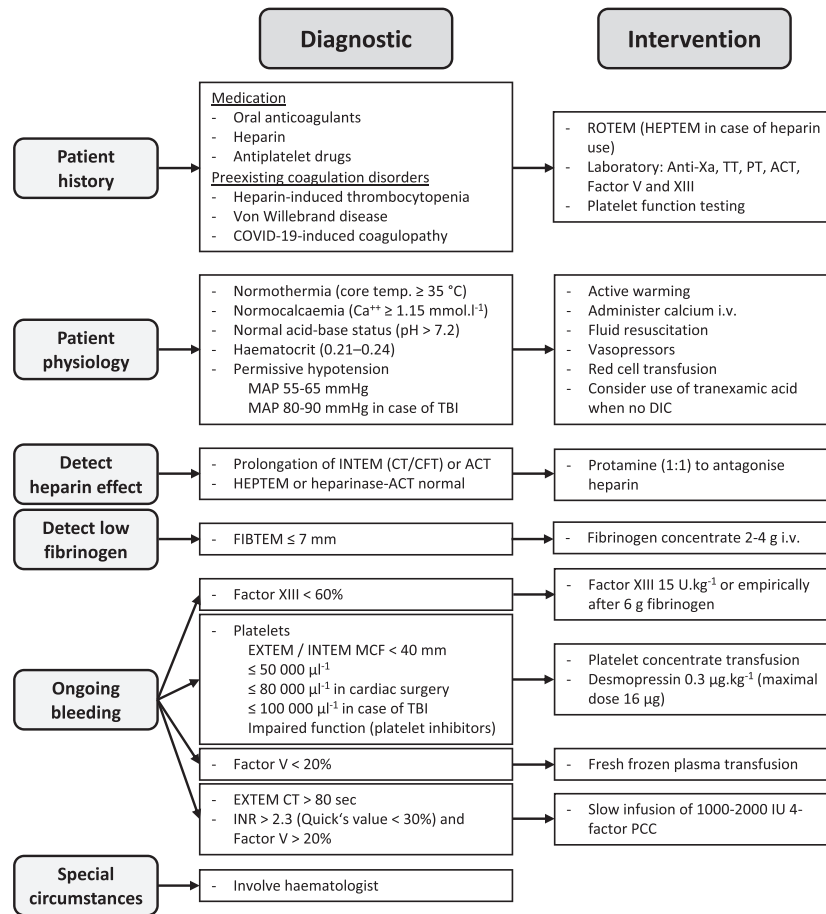 Diagnostic
Intervention
Patient
history
Medication
- Oral anticoagulants
- Heparin
- Antiplatelet drugs
Preexisting coagulation disorders
- Heparin-induced thrombocytopenia
- Von Willebrand disease
- COVID-19-induced coagulopathy
- ROTEM (HEPTEM in case of heparin
use)
- Laboratory: Anti-Xa, TT, PT, ACT,
Factor V and XIII
- Platelet function testing
Patient
physiology
- Normothermia (core temp. ≥ 35 °C)
- Normocalcaemia (Ca⁺⁺ ≥ 1.15 mmol.l⁻¹)
- Normal acid-base status (pH > 7.2)
- Haematocrit (0.21–0.24)
- Permissive hypotension
MAP 55-65 mmHg
MAP 80-90 mmHg in case of TBI
- Active warming
- Administer calcium i.v.
- Fluid resuscitation
- Vasopressors
- Red cell transfusion
- Consider use of tranexamic acid
when no DIC
Detect
heparin effect
- Prolongation of INTEM (CT/CFT) or ACT
- HEPTEM or heparinase-ACT normal
- Protamine (1:1) to antagonise
heparin
Detect low
fibrinogen
- FIBTEM ≤ 7 mm
- Fibrinogen concentrate 2-4 g i.v.
Ongoing
bleeding
- Factor XIII < 60%
- Factor XIII 15 U.kg⁻¹ or empirically
after 6 g fibrinogen
- Platelets
EXTEM / INTEM MCF < 40 mm
≤ 50 000 µl⁻¹
≤ 80 000 µl⁻¹ in cardiac surgery
≤ 100 000 µl⁻¹ in case of TBI
Impaired function (platelet inhibitors)
- Platelet concentrate transfusion
- Desmopressin 0.3 µg.kg⁻¹ (maximal
dose 16 µg)
- Factor V < 20%
- Fresh frozen plasma transfusion
- EXTEM CT > 80 sec
- INR > 2.3 (Quick‘s value < 30%) and
Factor V > 20%
- Slow infusion of 1000-2000 IU 4-
factor PCC
Special
circumstances
- Involve haematologist